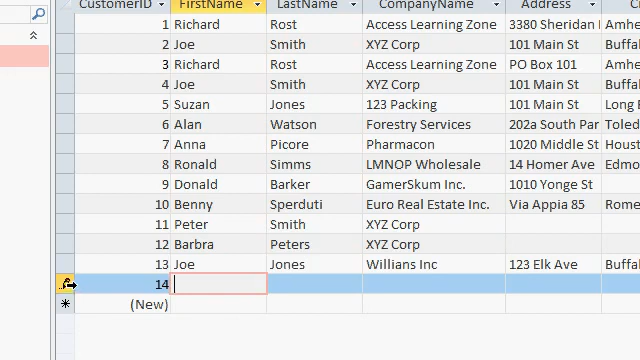 CustomerID FirstName LastName CompanyName Address
1 Richard Rost Access Learning Zone 3380 Sheridan Amhe
2 Joe Smith XYZ Corp 101 Main St Buffal
3 Richard Rost Access Learning Zone PO Box 101 Amhe
4 Joe Smith XYZ Corp 101 Main St Buffal
5 Suzan Jones 123 Packing 101 Main St Long
6 Alan Watson Forestry Services 202a South Par Toled
7 Anna Picore Pharmacon 1020 Middle St Houst
8 Ronald Simms LMNOP Wholesale 14 Homer Ave Edmo
9 Donald Barker GamerSkum Inc. 1010 Yonge St
10 Benny Sperduti Euro Real Estate Inc. Via Appia 85 Rome
11 Peter Smith XYZ Corp
12 Barbra Peters XYZ Corp
13 Joe Jones Willians Inc 123 Elk Ave Buffal
14
(New)